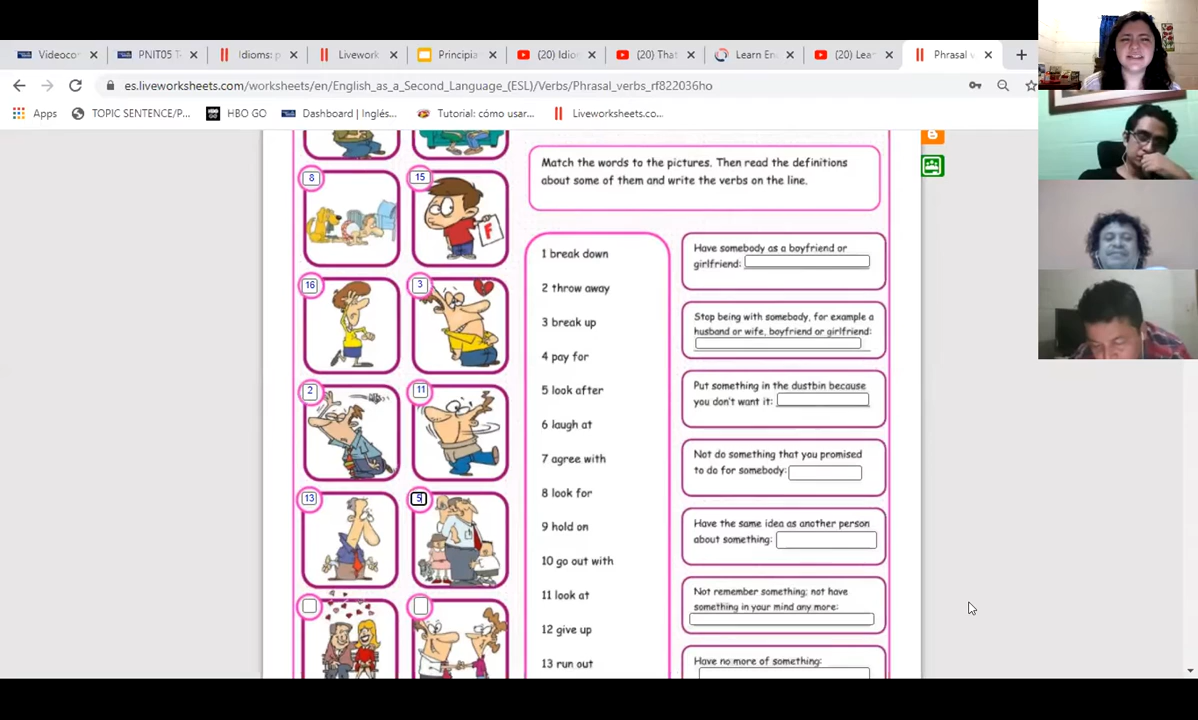 Videocor
PNIT05 T
Idioms: p
Livework
Principia
(20) Idio
(20) That
Learn En
(20) Lea
Phrasal v
es.liveworksheets.com/worksheets/en/English_as_a_Second_Language_(ESL)/Verbs/Phrasal_verbs_rf822036ho
Apps
TOPIC SENTENCE/P...
HBO GO
Dashboard | Inglés...
Tutorial: cómo usar...
Liveworksheets.co...
8
15
F
16
3
2
11
13
5
Match the words to the pictures. Then read the definitions
about some of them and write the verbs on the line.
1 break down
2 throw away
3 break up
4 pay for
5 look after
6 laugh at
7 agree with
8 look for
9 hold on
10 go out with
11 look at
12 give up
13 run out
Have somebody as a boyfriend or
girlfriend:
Stop being with somebody, for example a
husband or wife, boyfriend or girlfriend:
Put something in the dustbin because
you don't want it:
Not do something that you promised
to do for somebody:
Have the same idea as another person
about something:
Not remember something; not have
something in your mind any more:
Have no more of something: